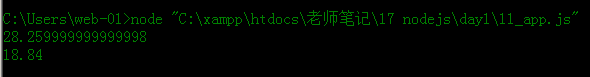 C:\Users\web-01>node "C:\xampp\htdocs\老师笔记\17 nodejs\day1\11_app.js"
28.259999999999998
18.84